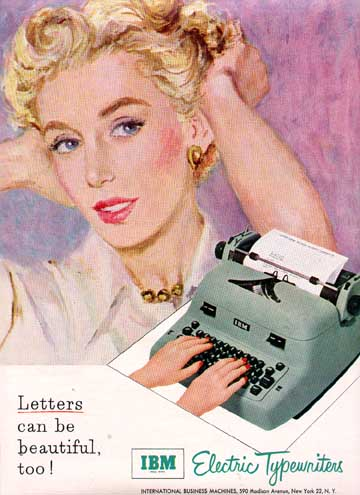 IBM
Letters
can be
beautiful,
too!
IBM
Electric Typewriters
INTERNATIONAL BUSINESS MACHINES, 590 Madison Avenue, New York 22, N. Y.